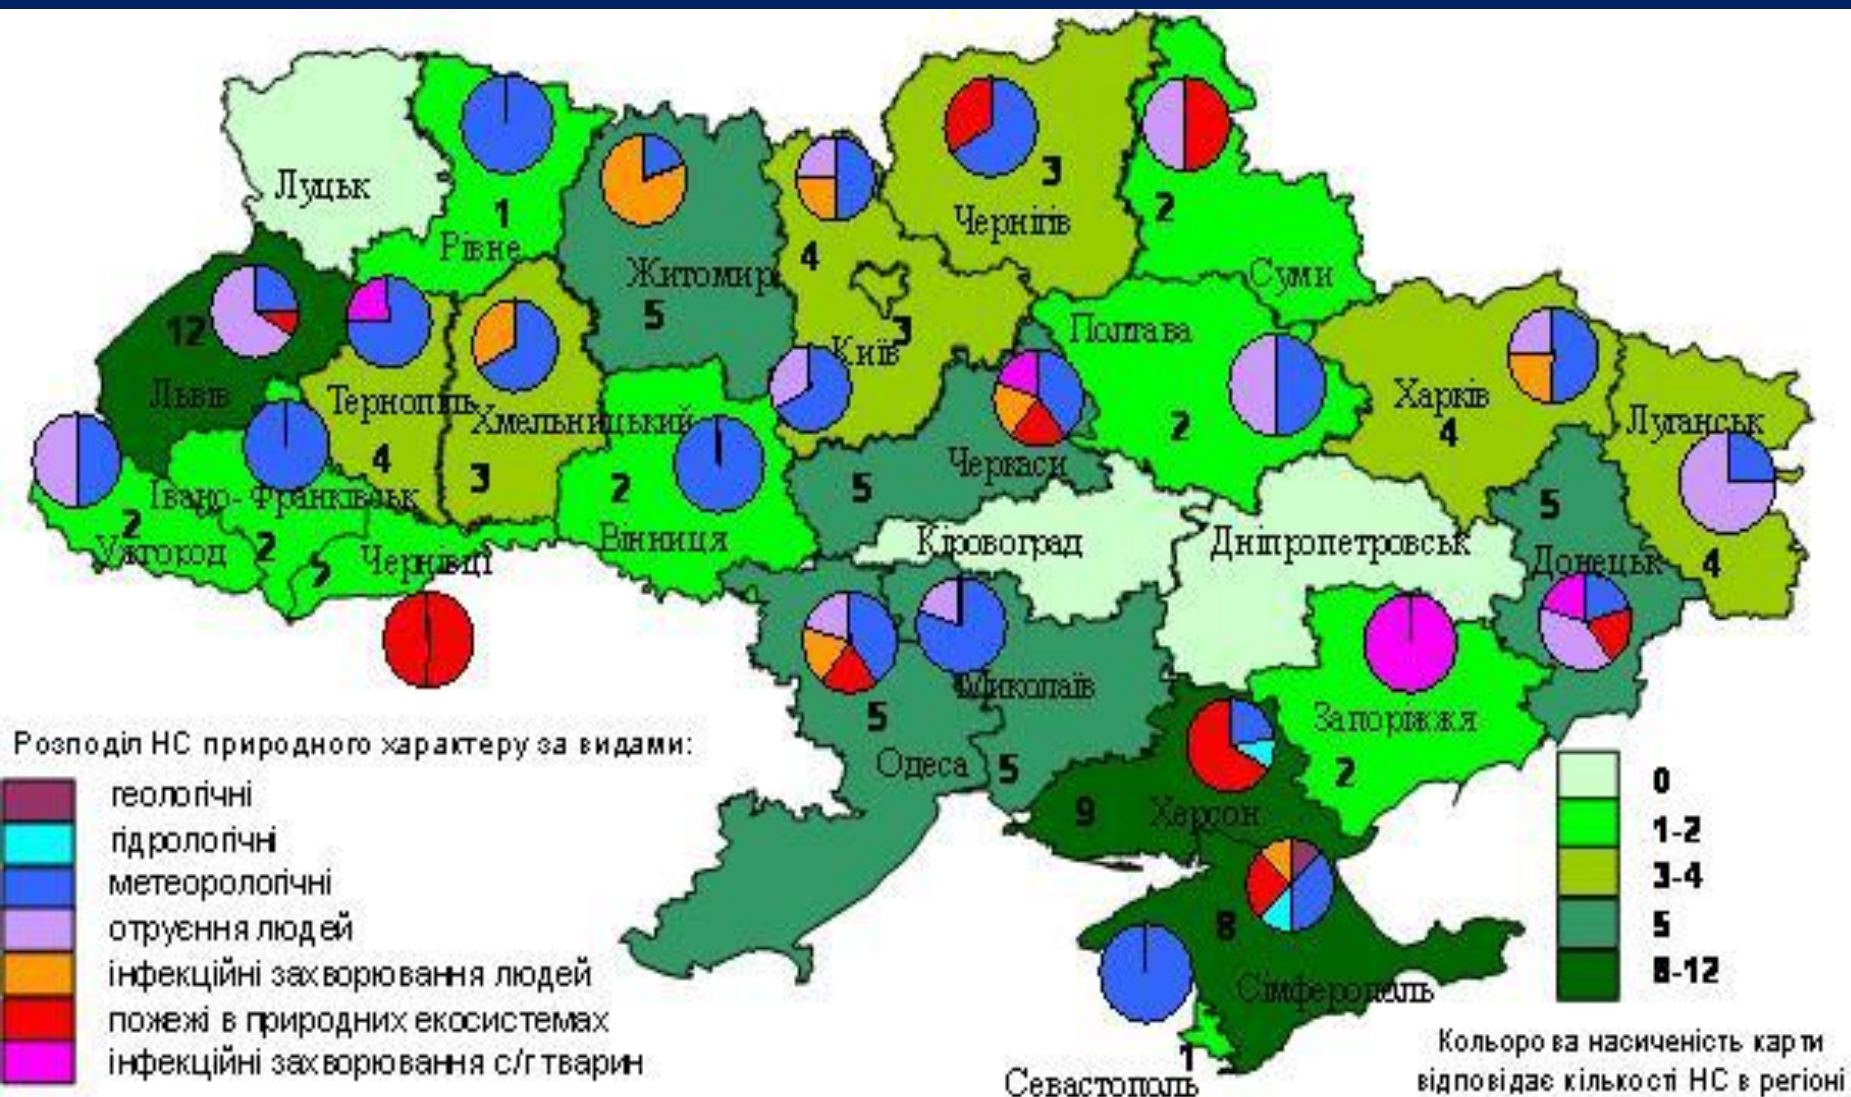 Луцьк
1
Рівне
Житомир
5
4
3
Київ
3
Чернігів
2
Суми
12
Львів
Тернопіль
4
Хмельницький
3
2
Вінниця
Полтава
2
Харків
4
Луганськ
4
Черкаси
5
Івано-Франківськ
2
2
Ужгород
Чернівці
Кіровоград
Дніпропетровськ
5
Донецьк
Миколаїв
5
5
Одеса
Запоріжжя
2
9
Херсон
8
Сімферополь
1
Севастополь
Розподіл НС природного характеру за видами:
геологічні
гідрологічні
метеорологічні
отруєння людей
інфекційні захворювання людей
пожежі в природних екосистемах
інфекційні захворювання с/г тварин
0
1-2
3-4
5
8-12
Кольорова насиченість карти
відповідає кількості НС в регіоні